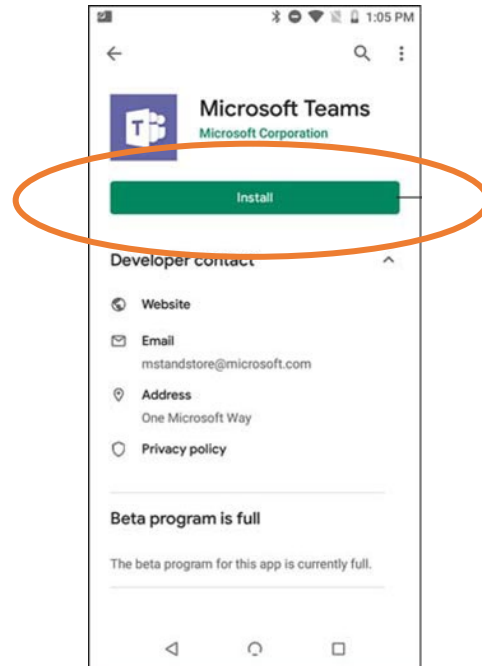 1:05 PM
Microsoft Teams
Microsoft Corporation
T
Install
Developer contact
Website
Email
mstandstore@microsoft.com
Address
One Microsoft Way
Privacy policy
Beta program is full
The beta program for this app is currently full.